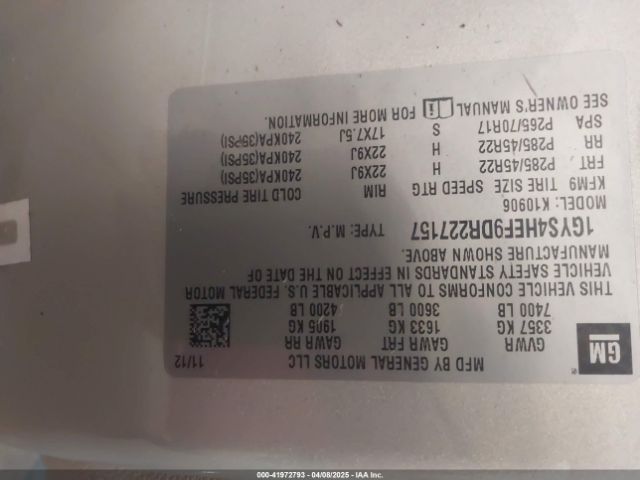 MFD BY GENERAL MOTORS LLC 11/12
GVWR GAWR FRT GAWR RR
3357 KG 1633 KG 1905 KG
7400 LB 3600 LB 4200 LB
THIS VEHICLE CONFORMS TO ALL APPLICABLE U.S. FEDERAL MOTOR
VEHICLE SAFETY STANDARDS IN EFFECT ON THE DATE OF
MANUFACTURE SHOWN ABOVE.
1GYS4HEF9DR227157 TYPE: M.P.V.
MODEL: K10906
KFM9 TIRE SIZE SPEED RTG RIM COLD TIRE PRESSURE
FRT P285/45R22 H 22X9J 240KPA(35PSI)
RR P285/45R22 H 22X9J 240KPA(35PSI)
SPA P265/70R17 S 17X7.5J 240KPA(35PSI)
SEE OWNER'S MANUAL FOR MORE INFORMATION.
GM
000-41972793 - 04/08/2025 - IAA Inc.